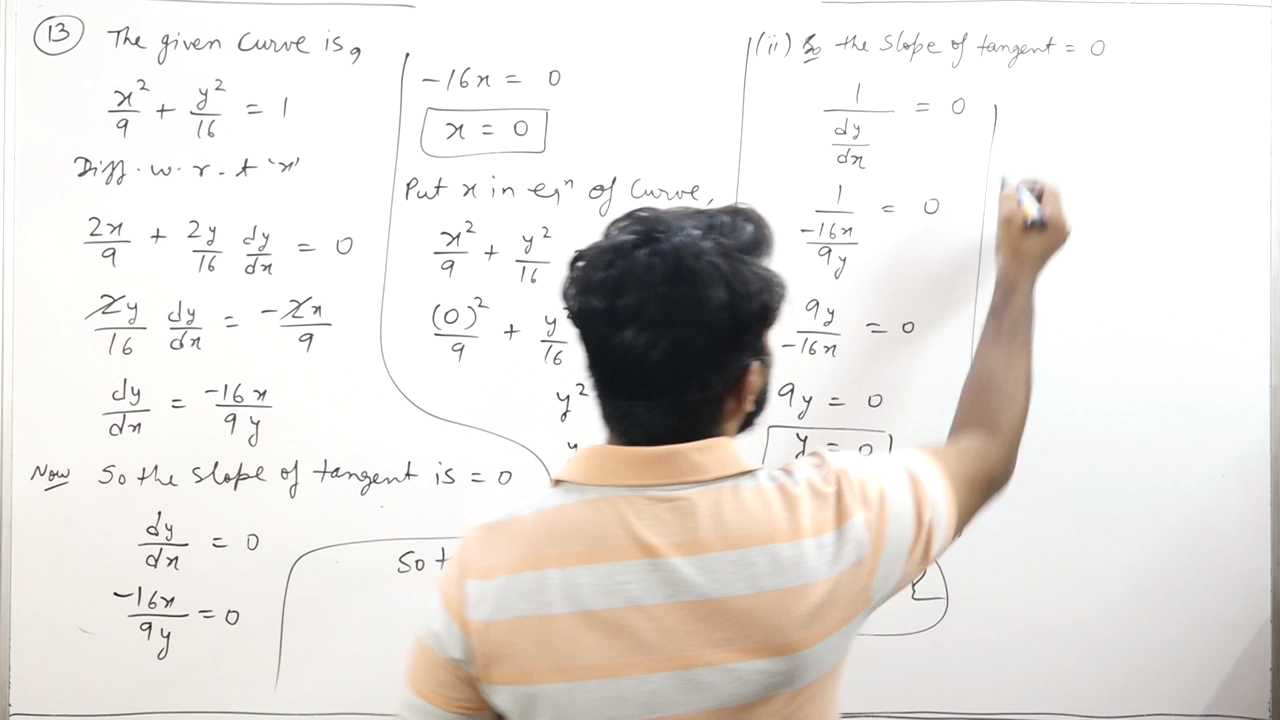 13 The given curve is,
x²/9 + y²/16 = 1
Diff. w. r. t 'x'
2x/9 + 2y/16 dy/dx = 0
2y/16 dy/dx = -2x/9
dy/dx = -16x/9y
Now So the slope of tangent is = 0
dy/dx = 0
-16x/9y = 0
-16x = 0
x = 0
Put x in eqⁿ of curve,
x²/9 + y²/16
(0)²/9 + y²/16
y²
So
(ii) So the slope of tangent = 0
1/(dy/dx) = 0
1/(-16x/9y) = 0
9y/-16x = 0
9y = 0
y = 0